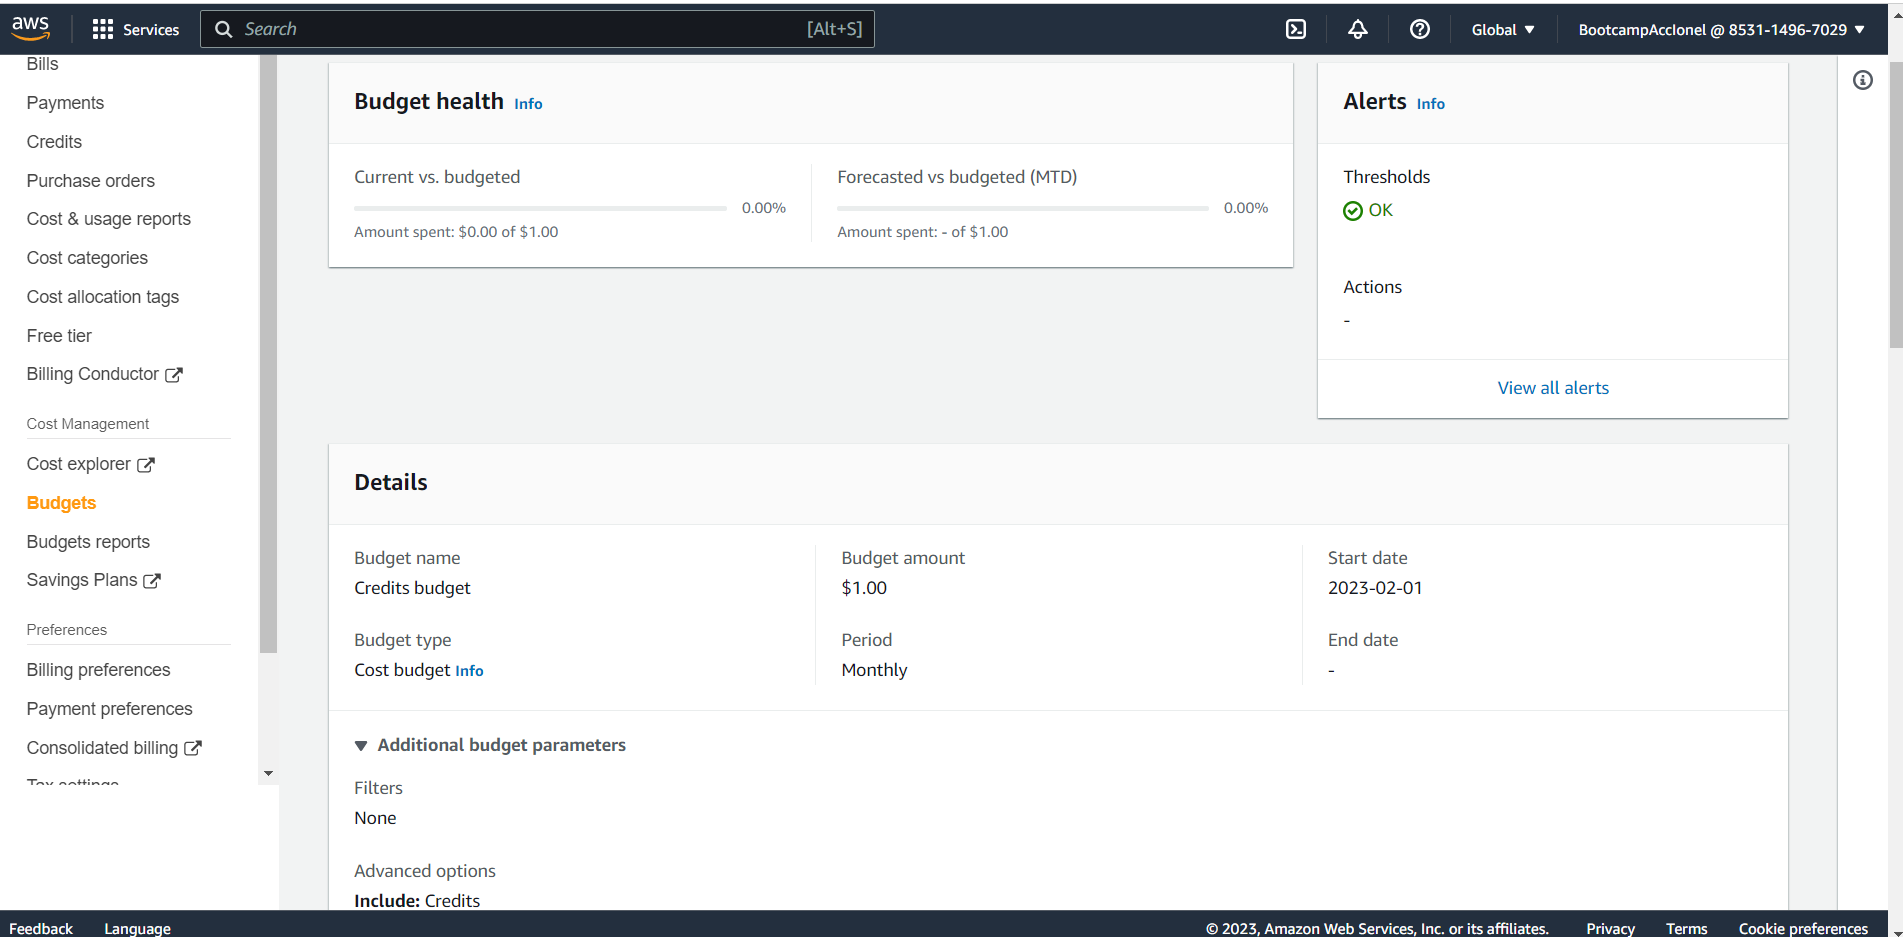 aws
Services
Search
[Alt+S]
Global
BootcampAccIonel @ 8531-1496-7029
Bills
Payments
Credits
Purchase orders
Cost & usage reports
Cost categories
Cost allocation tags
Free tier
Billing Conductor
Cost Management
Cost explorer
Budgets
Budgets reports
Savings Plans
Preferences
Billing preferences
Payment preferences
Consolidated billing
Tax settings
Budget health Info
Current vs. budgeted
0.00%
Amount spent: $0.00 of $1.00
Forecasted vs budgeted (MTD)
0.00%
Amount spent: - of $1.00
Alerts Info
Thresholds
OK
Actions
-
View all alerts
Details
Budget name
Credits budget
Budget type
Cost budget Info
Budget amount
$1.00
Period
Monthly
Start date
2023-02-01
End date
-
Additional budget parameters
Filters
None
Advanced options
Include: Credits
Feedback
Language
© 2023, Amazon Web Services, Inc. or its affiliates.
Privacy
Terms
Cookie preferences